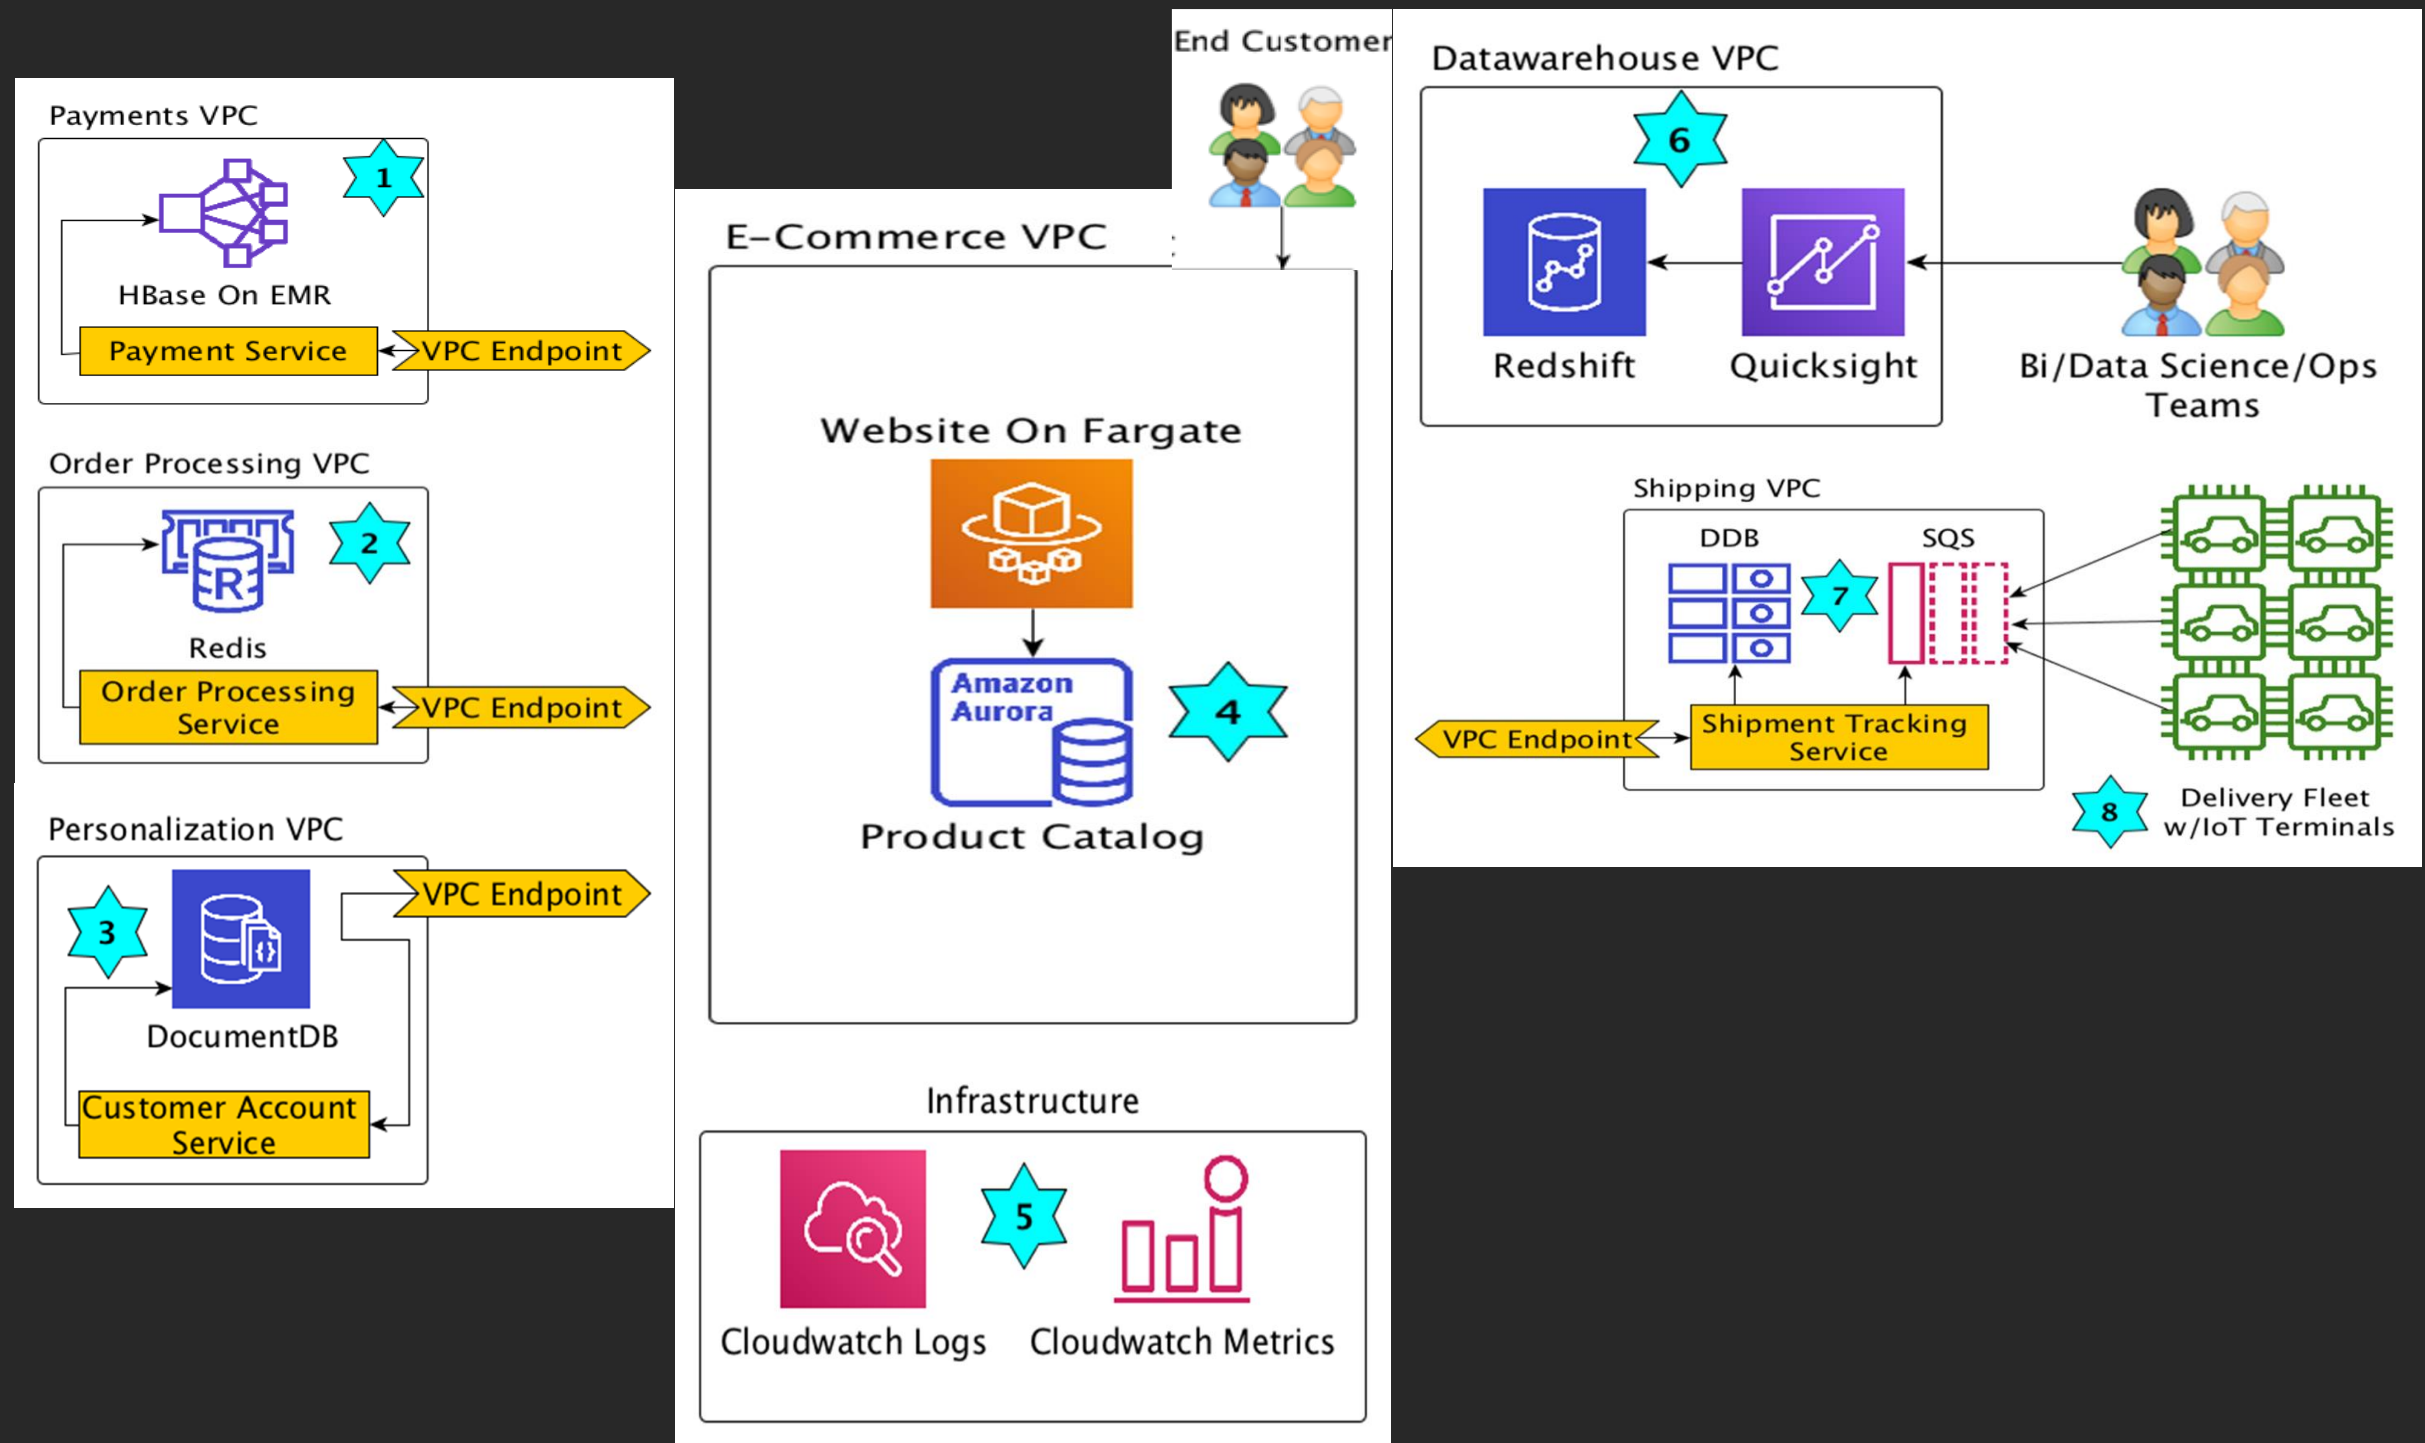 Payments VPC
1
HBase On EMR
Payment Service
VPC Endpoint
Order Processing VPC
2
R
Redis
Order Processing
Service
VPC Endpoint
Personalization VPC
3
VPC Endpoint
{}
DocumentDB
Customer Account
Service
End Customer
E-Commerce VPC
Website On Fargate
Amazon
Aurora
4
Product Catalog
Infrastructure
5
Cloudwatch Logs
Cloudwatch Metrics
Datawarehouse VPC
6
Redshift
Quicksight
Bi/Data Science/Ops
Teams
Shipping VPC
DDB
SQS
7
VPC Endpoint
Shipment Tracking
Service
8
Delivery Fleet
w/IoT Terminals